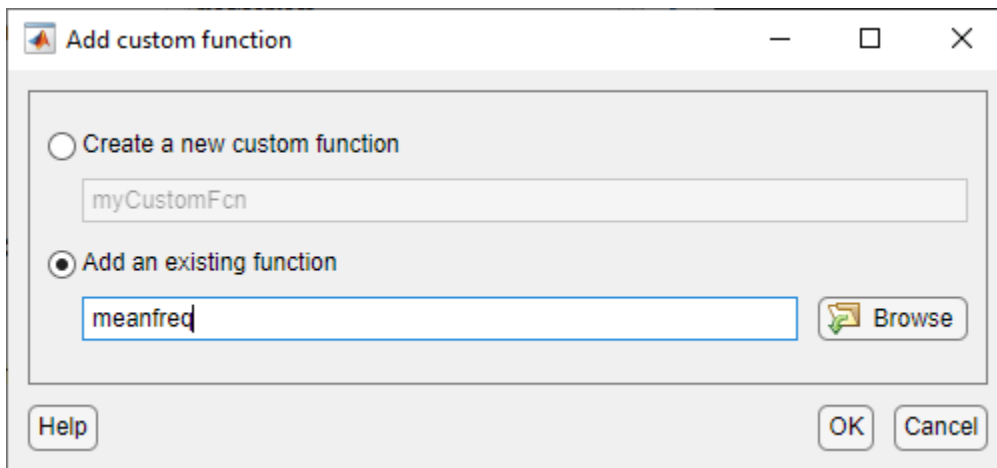 Add custom function
Create a new custom function
myCustomFcn
Add an existing function
meanfreq
Browse
Help
OK
Cancel